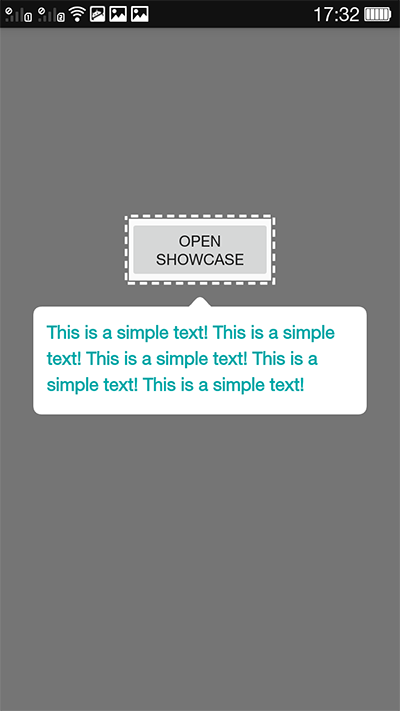 17:32
OPEN
SHOWCASE
This is a simple text! This is a simple
text! This is a simple text! This is a
simple text! This is a simple text!